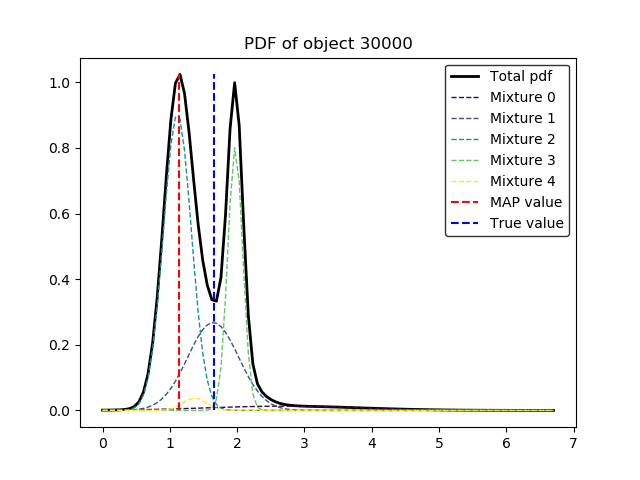 PDF of object 30000
1.0
0.8
0.6
0.4
0.2
0.0
0 1 2 3 4 5 6 7
Total pdf
Mixture 0
Mixture 1
Mixture 2
Mixture 3
Mixture 4
MAP value
True value